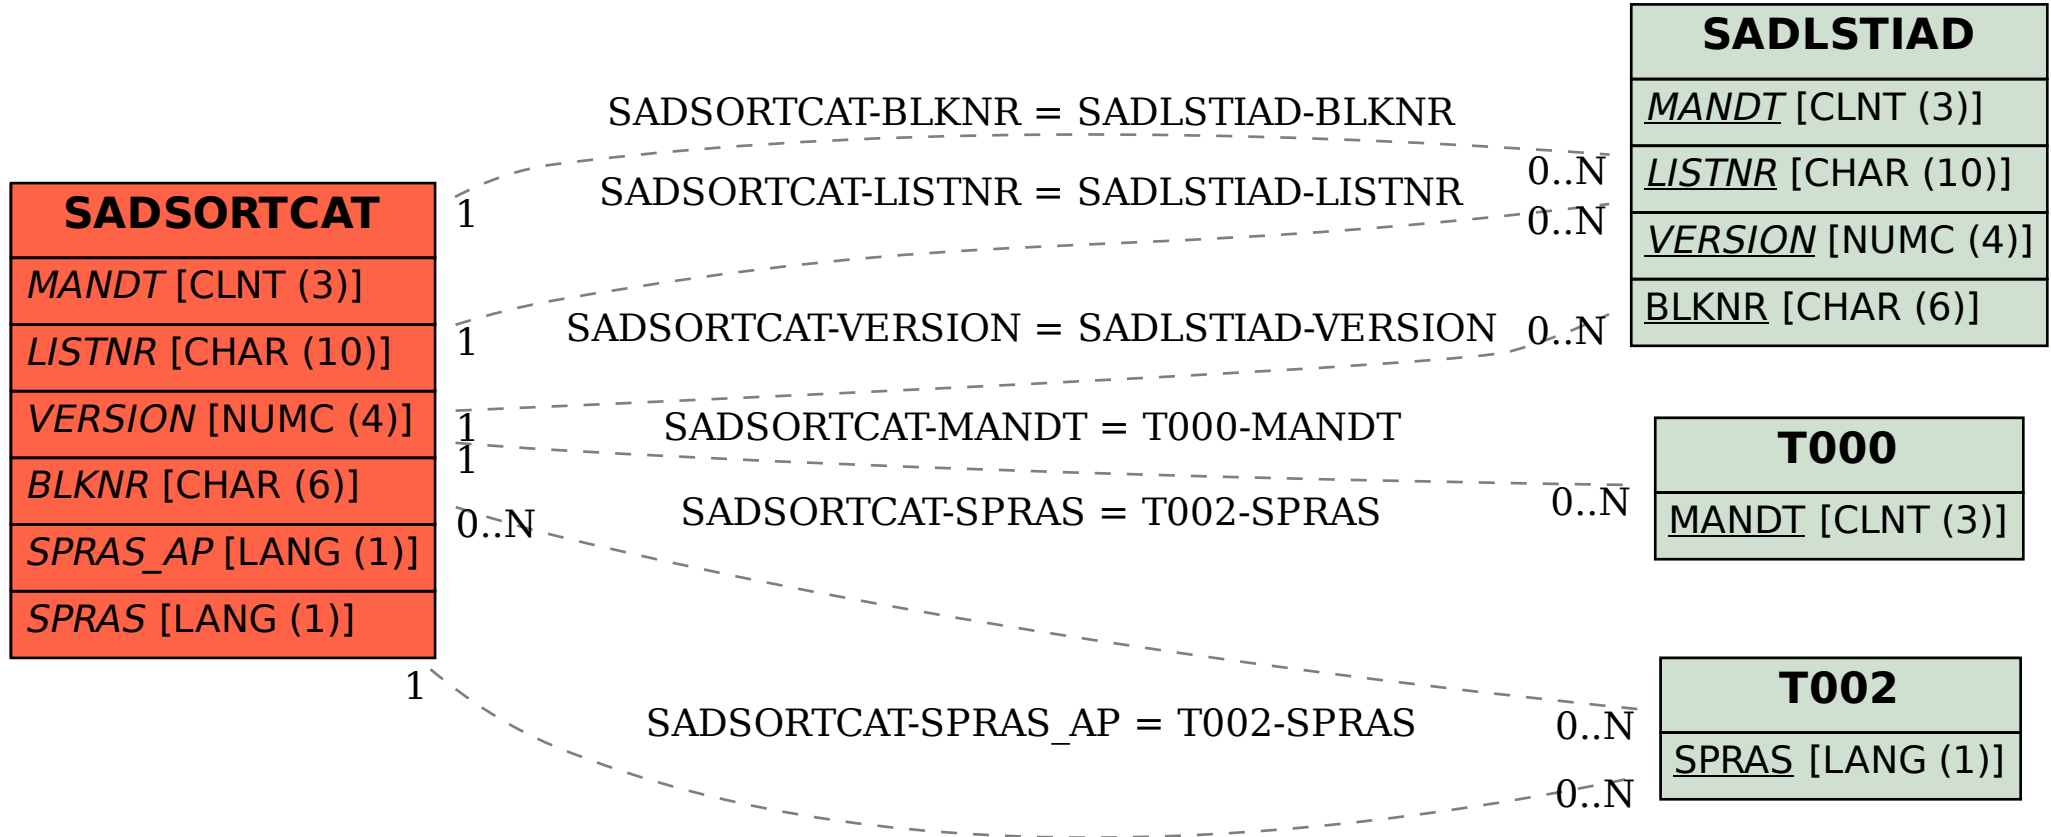 SADSORTCAT
MANDT [CLNT (3)]
LISTNR [CHAR (10)]
VERSION [NUMC (4)]
BLKNR [CHAR (6)]
SPRAS_AP [LANG (1)]
SPRAS [LANG (1)]
SADSORTCAT-BLKNR = SADLSTIAD-BLKNR
1
0..N
SADSORTCAT-LISTNR = SADLSTIAD-LISTNR
1
0..N
SADSORTCAT-VERSION = SADLSTIAD-VERSION
1
0..N
SADSORTCAT-MANDT = T000-MANDT
1
0..N
SADSORTCAT-SPRAS = T002-SPRAS
0..N
0..N
SADSORTCAT-SPRAS_AP = T002-SPRAS
1
0..N
SADLSTIAD
MANDT [CLNT (3)]
LISTNR [CHAR (10)]
VERSION [NUMC (4)]
BLKNR [CHAR (6)]
T000
MANDT [CLNT (3)]
T002
SPRAS [LANG (1)]